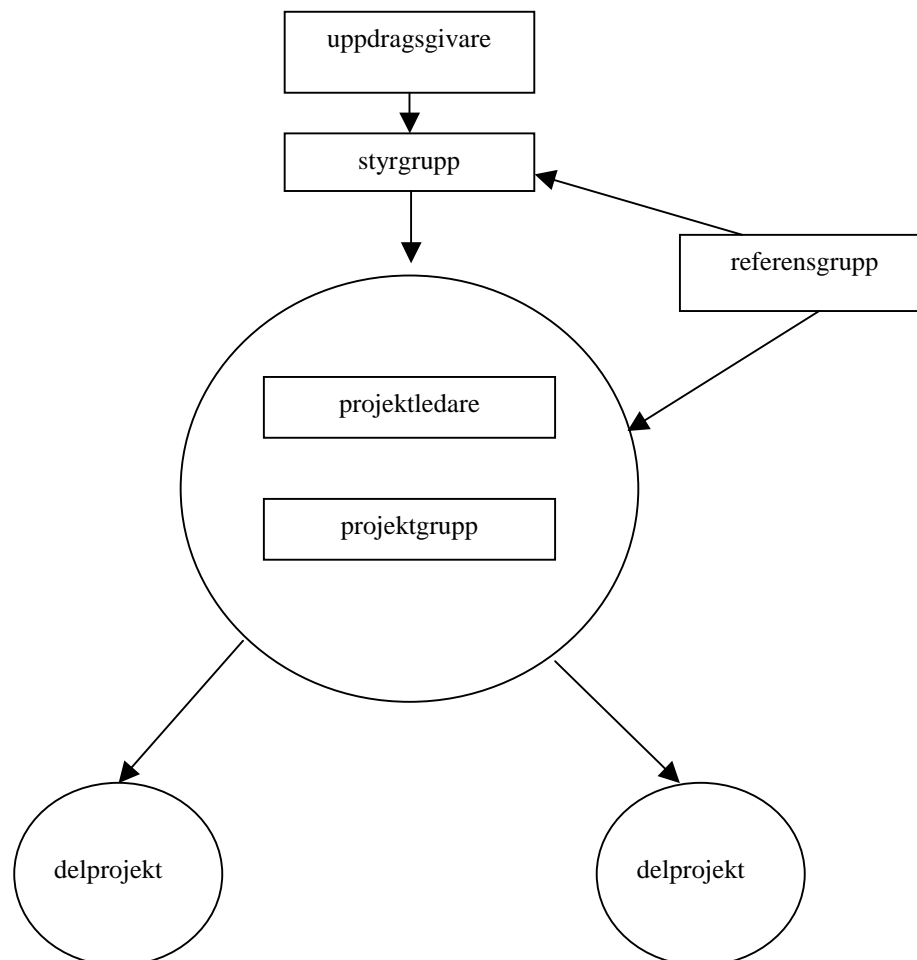 uppdragsgivare
styrgrupp
referensgrupp
projektledare
projektgrupp
delprojekt
delprojekt